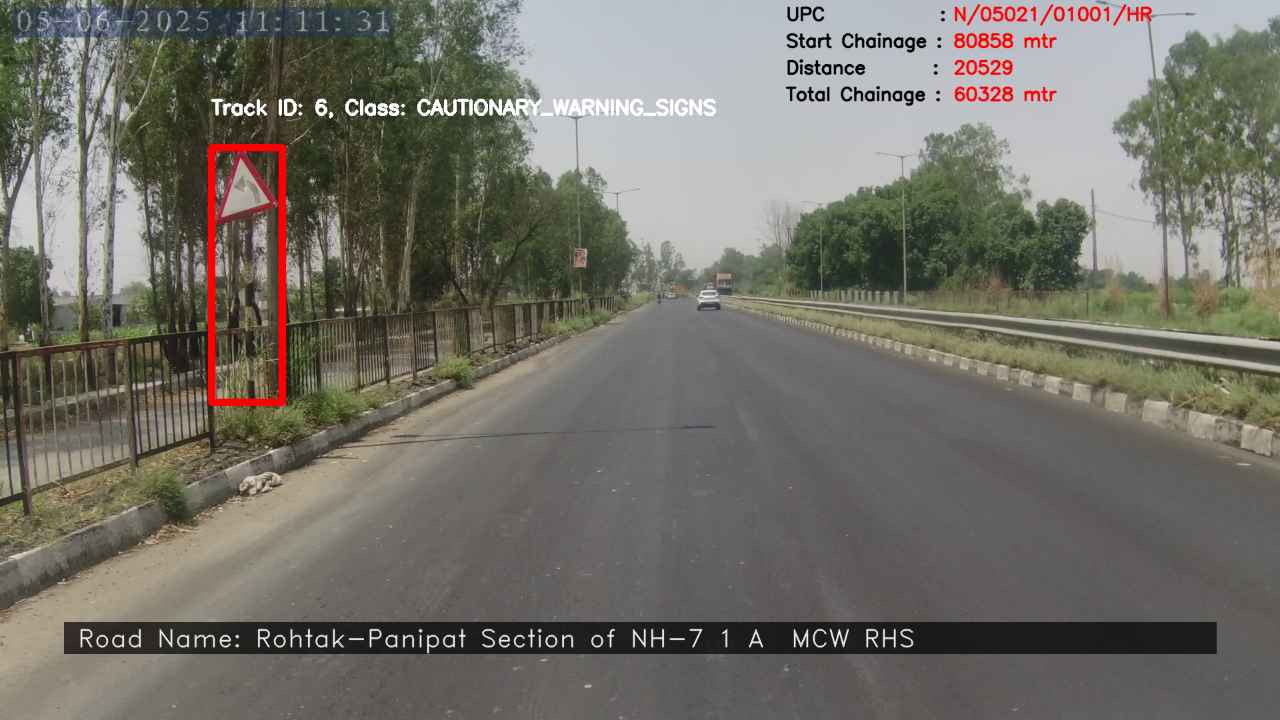 05-06-2025 11:11:31
UPC : N/05021/01001/HR
Start Chainage : 80858 mtr
Distance : 20529
Total Chainage : 60328 mtr
Track ID: 6, Class: CAUTIONARY_WARNING_SIGNS
Road Name: Rohtak-Panipat Section of NH-7 1 A MCW RHS